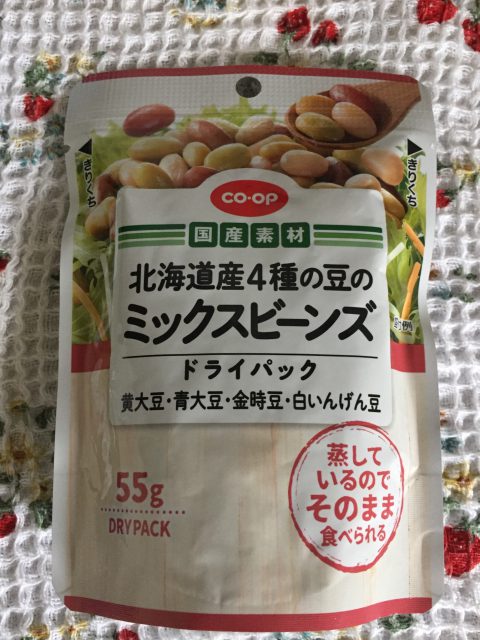 きりくち
きりくち
CO·OP
国産素材
北海道産4種の豆の
ミックスビーンズ
ドライパック
黄大豆・青大豆・金時豆・白いんげん豆
蒸して
いるので
そのまま
食べられる
55g
DRY PACK